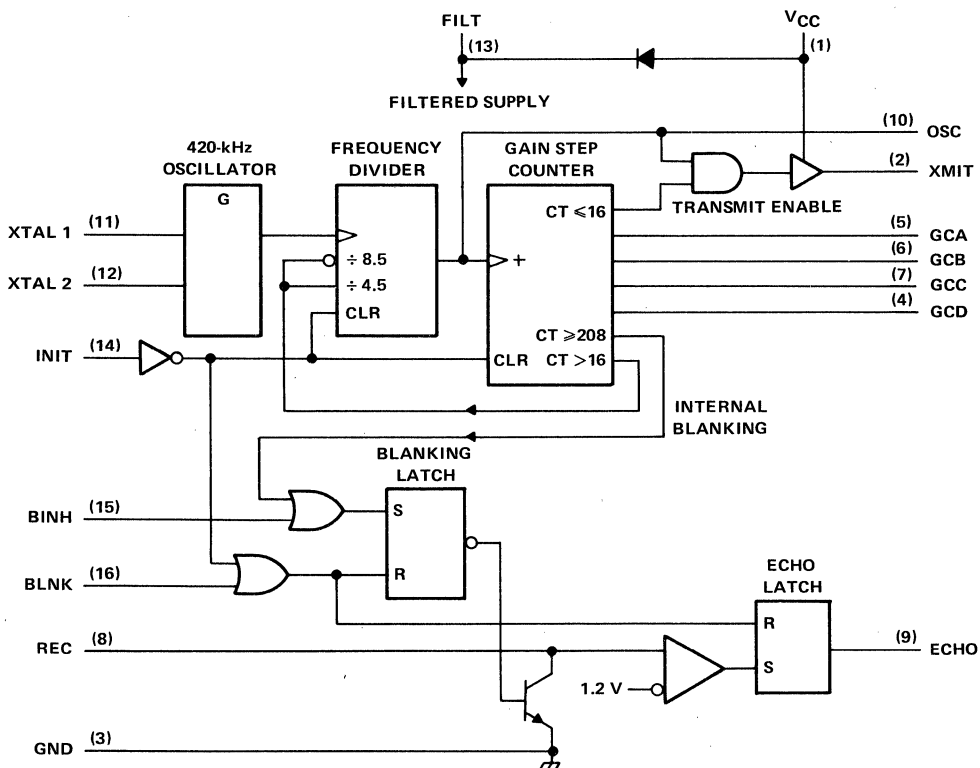 FILT
(13)
VCC
(1)
FILTERED SUPPLY
(10)
OSC
420-kHz
OSCILLATOR
G
FREQUENCY
DIVIDER
÷ 8.5
÷ 4.5
CLR
GAIN STEP
COUNTER
CT ⩽16
+
CT ⩾208
CLR
CT >16
TRANSMIT ENABLE
(2)
XMIT
(5)
GCA
(6)
GCB
(7)
GCC
(4)
GCD
XTAL 1
(11)
XTAL 2
(12)
INIT
(14)
INTERNAL
BLANKING
BLANKING
LATCH
S
R
BINH
(15)
BLNK
(16)
ECHO
LATCH
R
S
REC
(8)
1.2 V
(9)
ECHO
GND
(3)